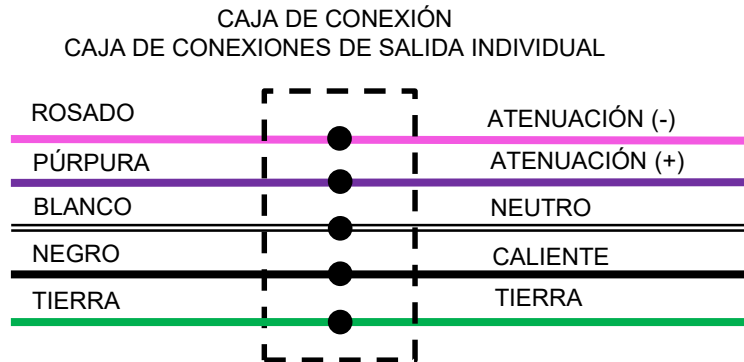 CAJA DE CONEXIÓN
CAJA DE CONEXIONES DE SALIDA INDIVIDUAL
ROSADO
ATENUACIÓN (-)
PÚRPURA
ATENUACIÓN (+)
BLANCO
NEUTRO
NEGRO
CALIENTE
TIERRA
TIERRA